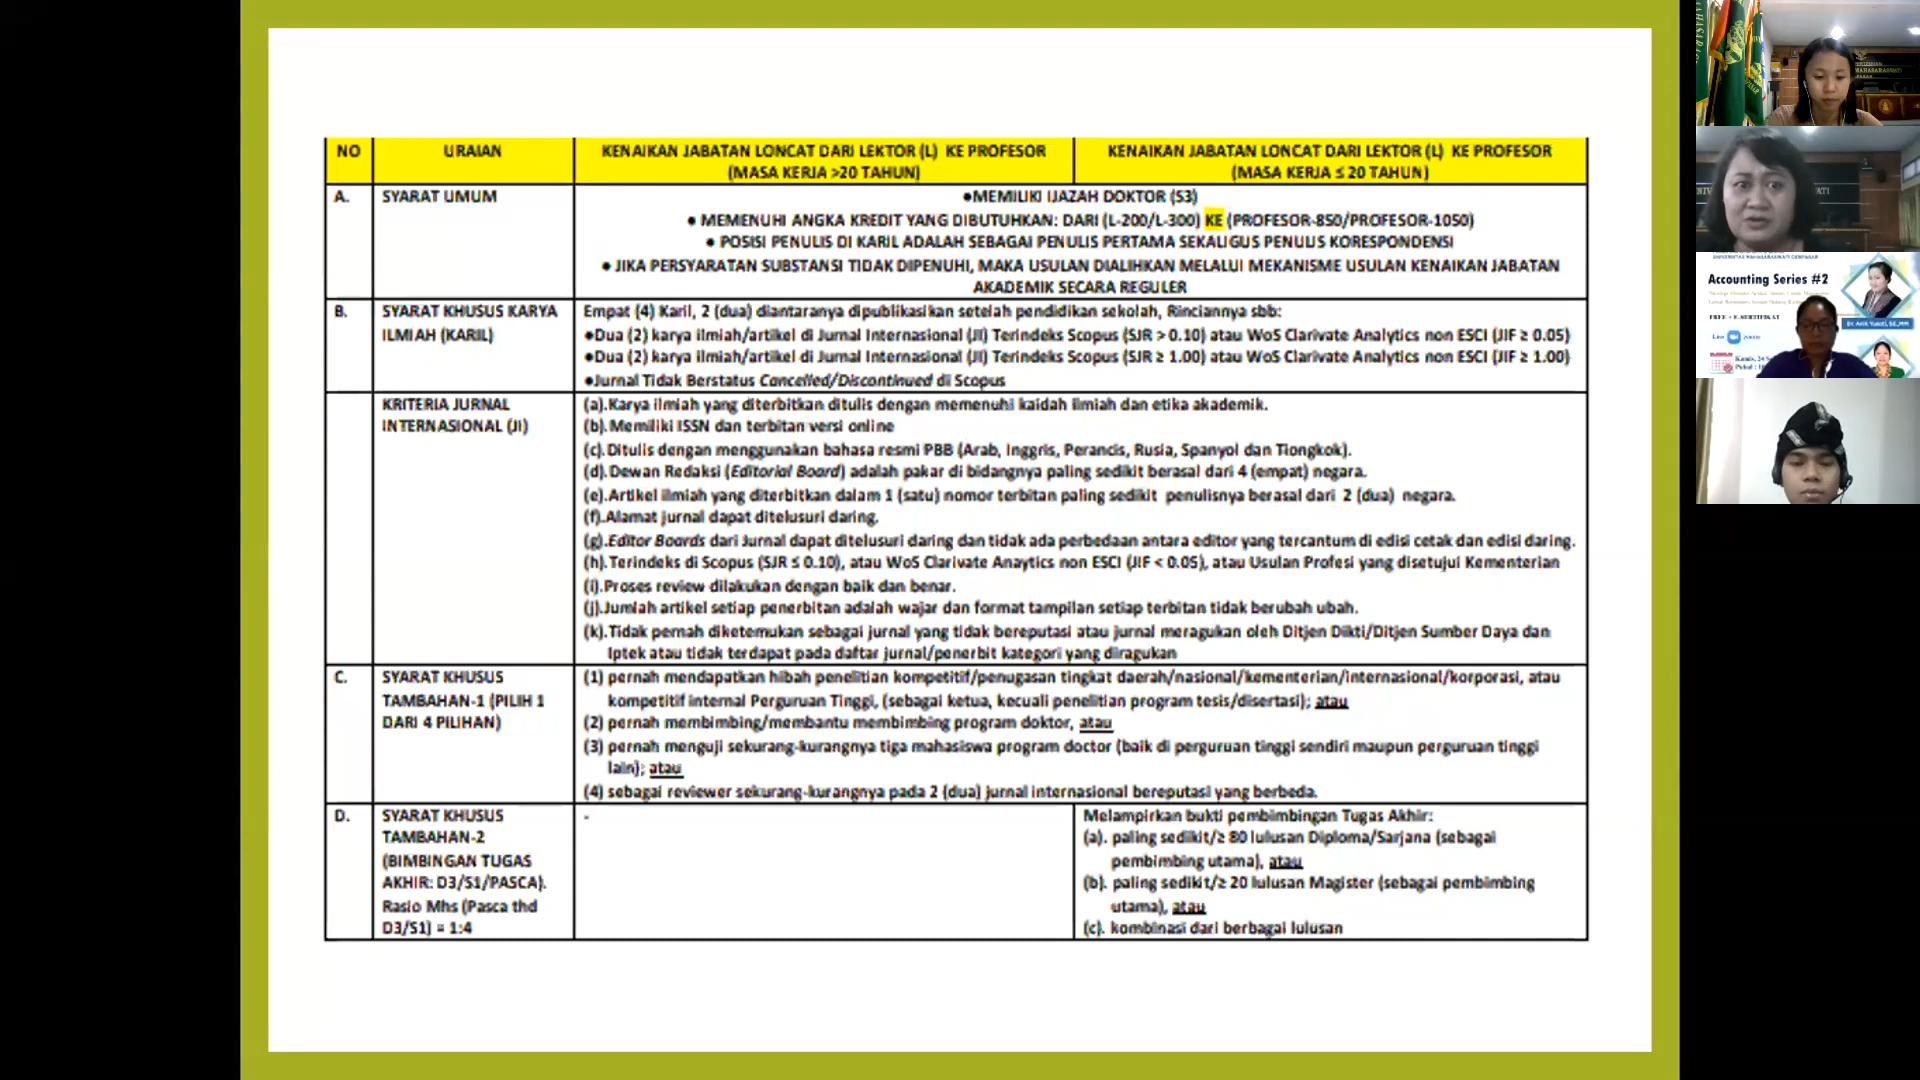 NO
URAIAN
KENAIKAN JABATAN LONCAT DARI LEKTOR (L) KE PROFESOR
(MASA KERJA >20 TAHUN)
KENAIKAN JABATAN LONCAT DARI LEKTOR (L) KE PROFESOR
(MASA KERJA ≤ 20 TAHUN)
A.
SYARAT UMUM
●MEMILIKI IJAZAH DOKTOR (S3)
● MEMENUHI ANGKA KREDIT YANG DIBUTUHKAN: DARI (L-200/L-300) KE (PROFESOR-850/PROFESOR-1050)
● POSISI PENULIS DI KARIL ADALAH SEBAGAI PENULIS PERTAMA SEKALIGUS PENULIS KORESPONDENSI
● JIKA PERSYARATAN SUBSTANSI TIDAK DIPENUHI, MAKA USULAN DIALIHKAN MELALUI MEKANISME USULAN KENAIKAN JABATAN
AKADEMIK SECARA REGULER
B.
SYARAT KHUSUS KARYA
ILMIAH (KARIL)
Empat (4) Karil, 2 (dua) diantaranya dipublikasikan setelah pendidikan sekolah, Rinciannya sbb:
●Dua (2) karya ilmiah/artikel di Jurnal Internasional (JI) Terindeks Scopus (SJR > 0.10) atau WoS Clarivate Analytics non ESCI (JIF ≥ 0.05)
●Dua (2) karya ilmiah/artikel di Jurnal Internasional (JI) Terindeks Scopus (SJR ≥ 1.00) atau WoS Clarivate Analytics non ESCI (JIF ≥ 1.00)
●Jurnal Tidak Berstatus Cancelled/Discontinued di Scopus
KRITERIA JURNAL
INTERNASIONAL (JI)
(a).Karya ilmiah yang diterbitkan ditulis dengan memenuhi kaidah ilmiah dan etika akademik.
(b).Memiliki ISSN dan terbitan versi online
(c).Ditulis dengan menggunakan bahasa resmi PBB (Arab, Inggris, Perancis, Rusia, Spanyol dan Tiongkok).
(d).Dewan Redaksi (Editorial Board) adalah pakar di bidangnya paling sedikit berasal dari 4 (empat) negara.
(e).Artikel ilmiah yang diterbitkan dalam 1 (satu) nomor terbitan paling sedikit penulisnya berasal dari 2 (dua) negara.
(f).Alamat jurnal dapat ditelusuri daring.
(g).Editor Boards dari Jurnal dapat ditelusuri daring dan tidak ada perbedaan antara editor yang tercantum di edisi cetak dan edisi daring.
(h).Terindeks di Scopus (SJR ≤ 0.10), atau WoS Clarivate Anaytics non ESCI (JIF < 0.05), atau Usulan Profesi yang disetujui Kementerian
(i).Proses review dilakukan dengan baik dan benar.
(j).Jumlah artikel setiap penerbitan adalah wajar dan format tampilan setiap terbitan tidak berubah ubah.
(k).Tidak pernah diketemukan sebagai jurnal yang tidak bereputasi atau jurnal meragukan oleh Ditjen Dikti/Ditjen Sumber Daya dan
Iptek atau tidak terdapat pada daftar jurnal/penerbit kategori yang diragukan
C.
SYARAT KHUSUS
TAMBAHAN-1 (PILIH 1
DARI 4 PILIHAN)
(1) pernah mendapatkan hibah penelitian kompetitif/penugasan tingkat daerah/nasional/kementerian/internasional/korporasi, atau
kompetitif internal Perguruan Tinggi, (sebagai ketua, kecuali penelitian program tesis/disertasi); atau
(2) pernah membimbing/membantu membimbing program doktor, atau
(3) pernah menguji sekurang-kurangnya tiga mahasiswa program doctor (baik di perguruan tinggi sendiri maupun perguruan tinggi
lain); atau
(4) sebagai reviewer sekurang-kurangnya pada 2 (dua) jurnal internasional bereputasi yang berbeda.
D.
SYARAT KHUSUS
TAMBAHAN-2
(BIMBINGAN TUGAS
AKHIR: D3/S1/PASCA).
Rasio Mhs (Pasca thd
D3/S1) = 1:4
-
Melampirkan bukti pembimbingan Tugas Akhir:
(a). paling sedikit/≥ 80 lulusan Diploma/Sarjana (sebagai
pembimbing utama), atau
(b). paling sedikit/≥ 20 lulusan Magister (sebagai pembimbing
utama), atau
(c). kombinasi dari berbagai lulusan
UNIVERSITAS MAHASARASWATI DENPASAR
Accounting Series #2
FREE + E-SERTIFIKAT
Live
zoom
Kamis, 24
Pukul : 1